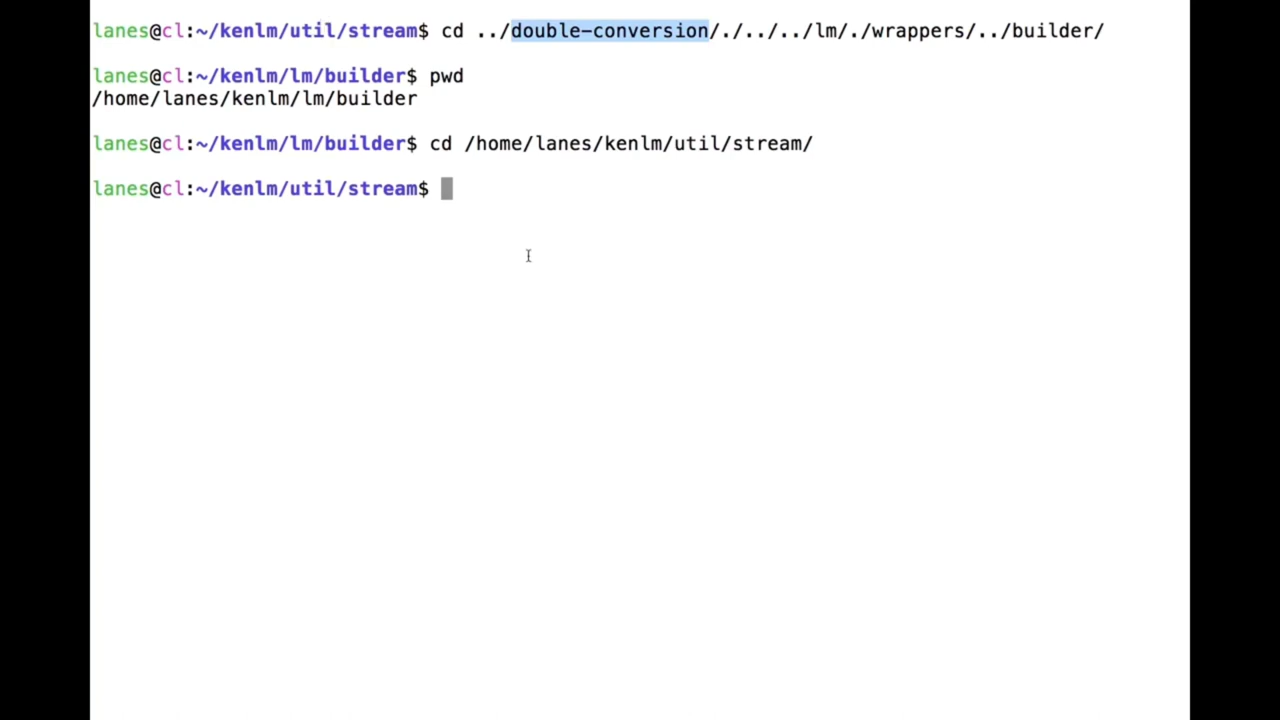 lanes@cl:~/kenlm/util/stream$ cd ../double-conversion/./../../lm/./wrappers/../builder/
lanes@cl:~/kenlm/lm/builder$ pwd
/home/lanes/kenlm/lm/builder
lanes@cl:~/kenlm/lm/builder$ cd /home/lanes/kenlm/util/stream/
lanes@cl:~/kenlm/util/stream$